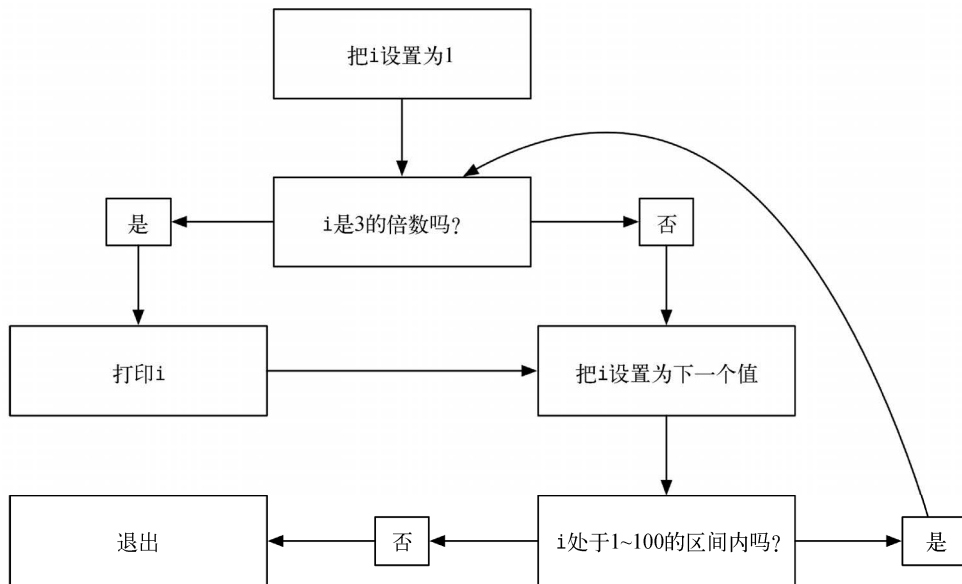 把i设置为1
是
i是3的倍数吗?
否
打印i
把i设置为下一个值
退出
否
i处于1~100的区间内吗?
是